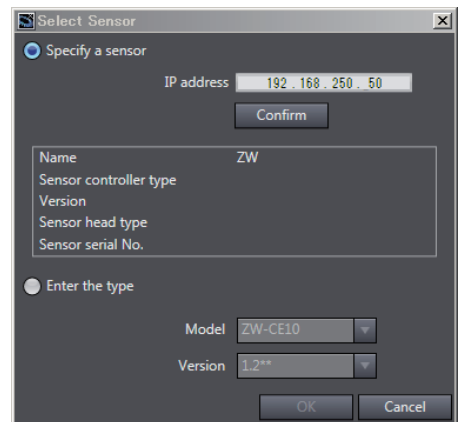 Select Sensor
Specify a sensor
IP address 192 . 168 . 250 . 50
Confirm
Name ZW
Sensor controller type
Version
Sensor head type
Sensor serial No.
Enter the type
Model ZW-CE10
Version 1.2**
OK Cancel